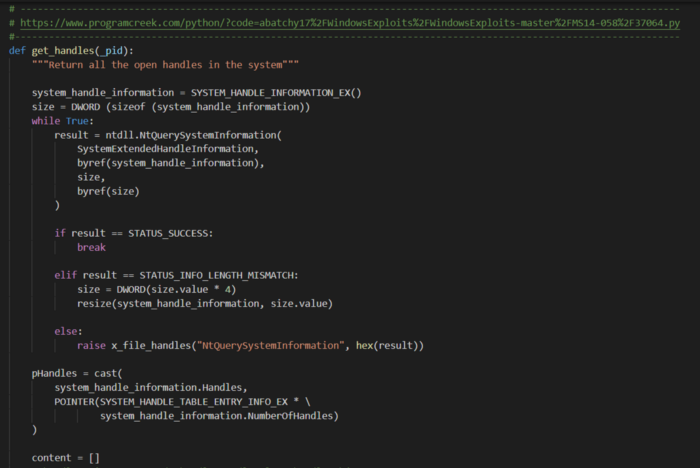 # ----------------------------------------------------------------------------------------------------
# https://www.programcreek.com/python/?code=abatchy17%2FWindowsExploits%2FWindowsExploits-master%2FMS14-058%2F37064.py
#-----------------------------------------------------------------------------------------------------
def get_handles(_pid):
    """Return all the open handles in the system"""
    system_handle_information = SYSTEM_HANDLE_INFORMATION_EX()
    size = DWORD (sizeof (system_handle_information))
    while True:
        result = ntdll.NtQuerySystemInformation(
            SystemExtendedHandleInformation,
            byref(system_handle_information),
            size,
            byref(size)
        )
        if result == STATUS_SUCCESS:
            break
        elif result == STATUS_INFO_LENGTH_MISMATCH:
            size = DWORD(size.value * 4)
            resize(system_handle_information, size.value)
        else:
            raise x_file_handles("NtQuerySystemInformation", hex(result))
    pHandles = cast(
        system_handle_information.Handles,
        POINTER(SYSTEM_HANDLE_TABLE_ENTRY_INFO_EX * \
                system_handle_information.NumberOfHandles)
    )
    content = []